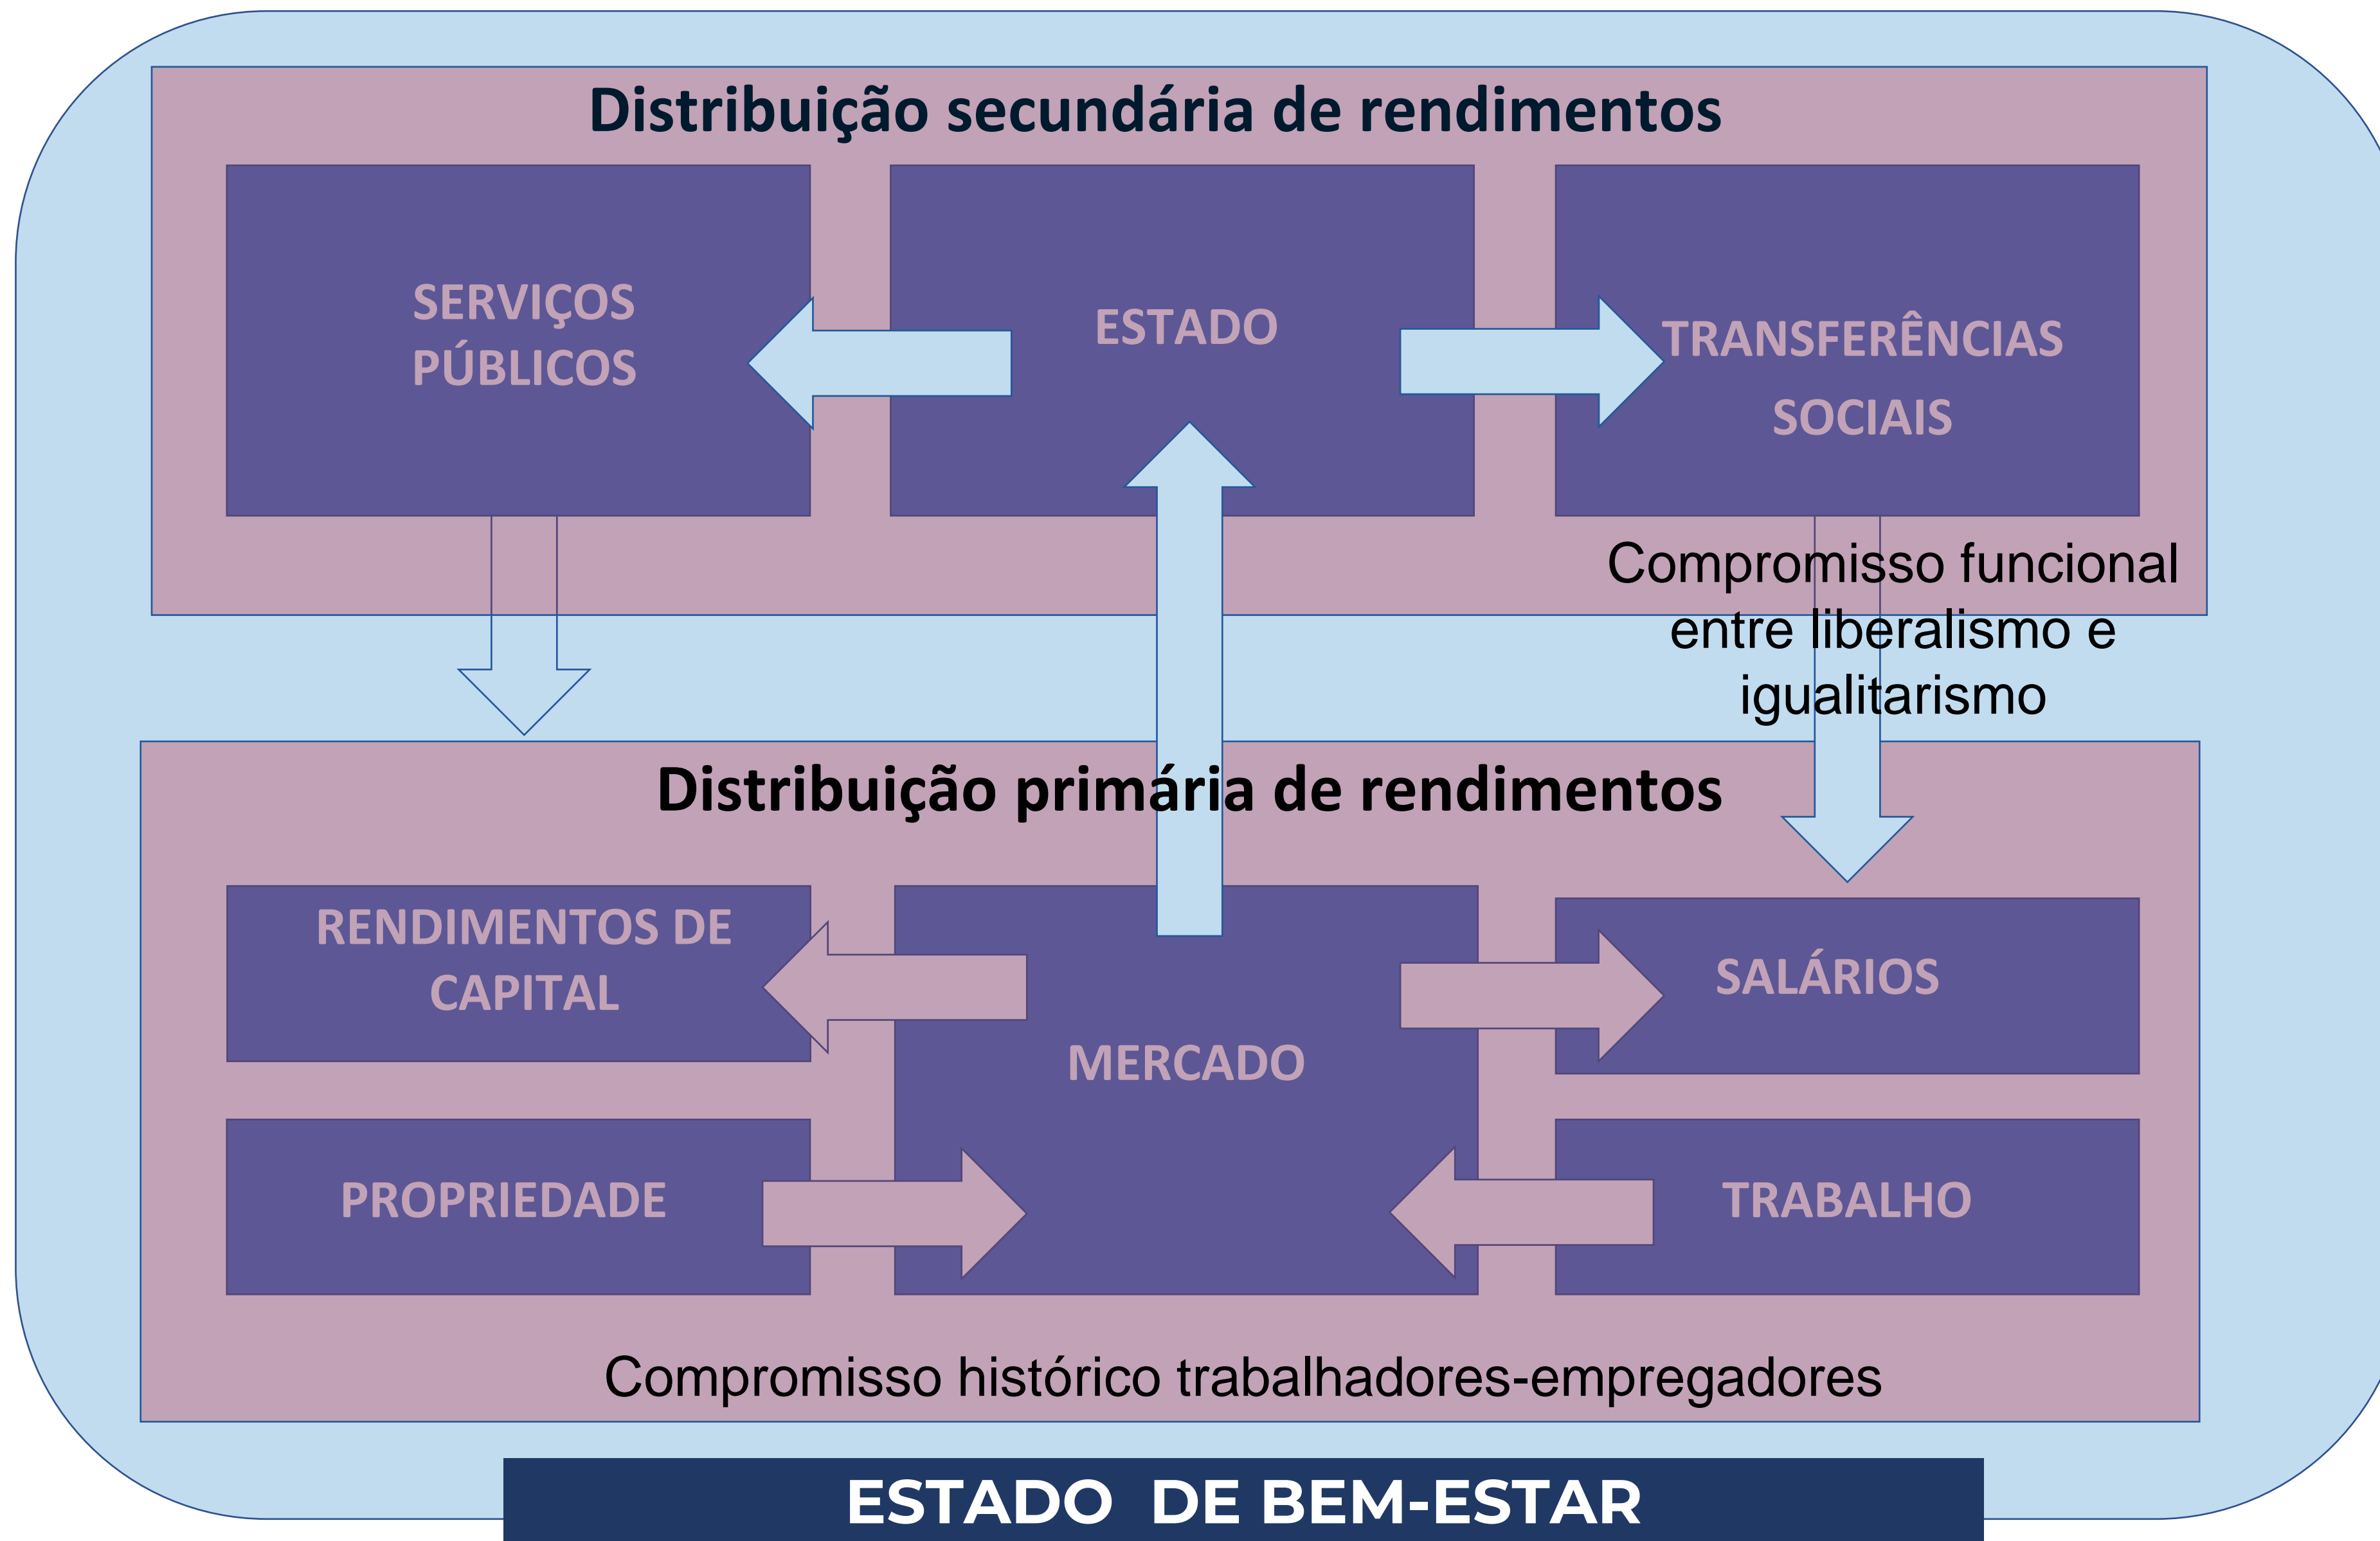 Distribuição secundária de rendimentos
SERVIÇOS
PÚBLICOS
ESTADO
TRANSFERÊNCIAS
SOCIAIS
Compromisso funcional
entre liberalismo e
igualitarismo
Distribuição primária de rendimentos
RENDIMENTOS DE
CAPITAL
MERCADO
SALÁRIOS
PROPRIEDADE
TRABALHO
Compromisso histórico trabalhadores-empregadores
ESTADO DE BEM-ESTAR